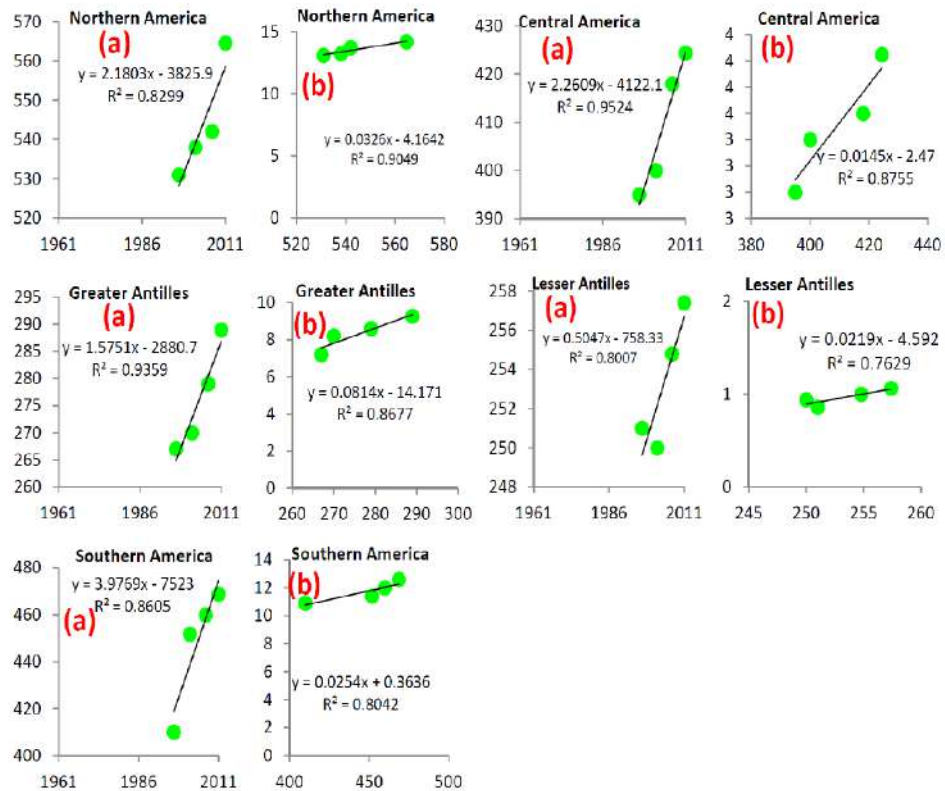 Northern America
(a)
y = 2.1803x - 3825.9
R² = 0.8299
570
560
550
540
530
520
1961
1986
2011
Northern America
(b)
y = 0.0326x - 4.1642
R² = 0.9049
15
10
5
0
520
540
560
580
Central America
(a)
y = 2.2609x - 4122.1
R² = 0.9524
430
420
410
400
390
1961
1986
2011
Central America
(b)
y = 0.0145x - 2.47
R² = 0.8755
4
4
4
4
3
3
3
3
380
400
420
440
Greater Antilles
(a)
y = 1.5751x - 2880.7
R² = 0.9359
295
290
285
280
275
270
265
260
1961
1986
2011
Greater Antilles
(b)
y = 0.0814x - 14.171
R² = 0.8677
10
8
6
4
2
0
260
270
280
290
300
Lesser Antilles
(a)
y = 0.5047x - 758.33
R² = 0.8007
258
256
254
252
250
248
1961
1986
2011
Lesser Antilles
(b)
y = 0.0219x - 4.592
R² = 0.7629
2
1
1
0
245
250
255
260
Southern America
y = 3.9769x - 7523
R² = 0.8605
(a)
480
460
440
420
400
1961
1986
2011
Southern America
(b)
y = 0.0254x + 0.3636
R² = 0.8042
14
12
10
8
6
4
2
0
400
450
500